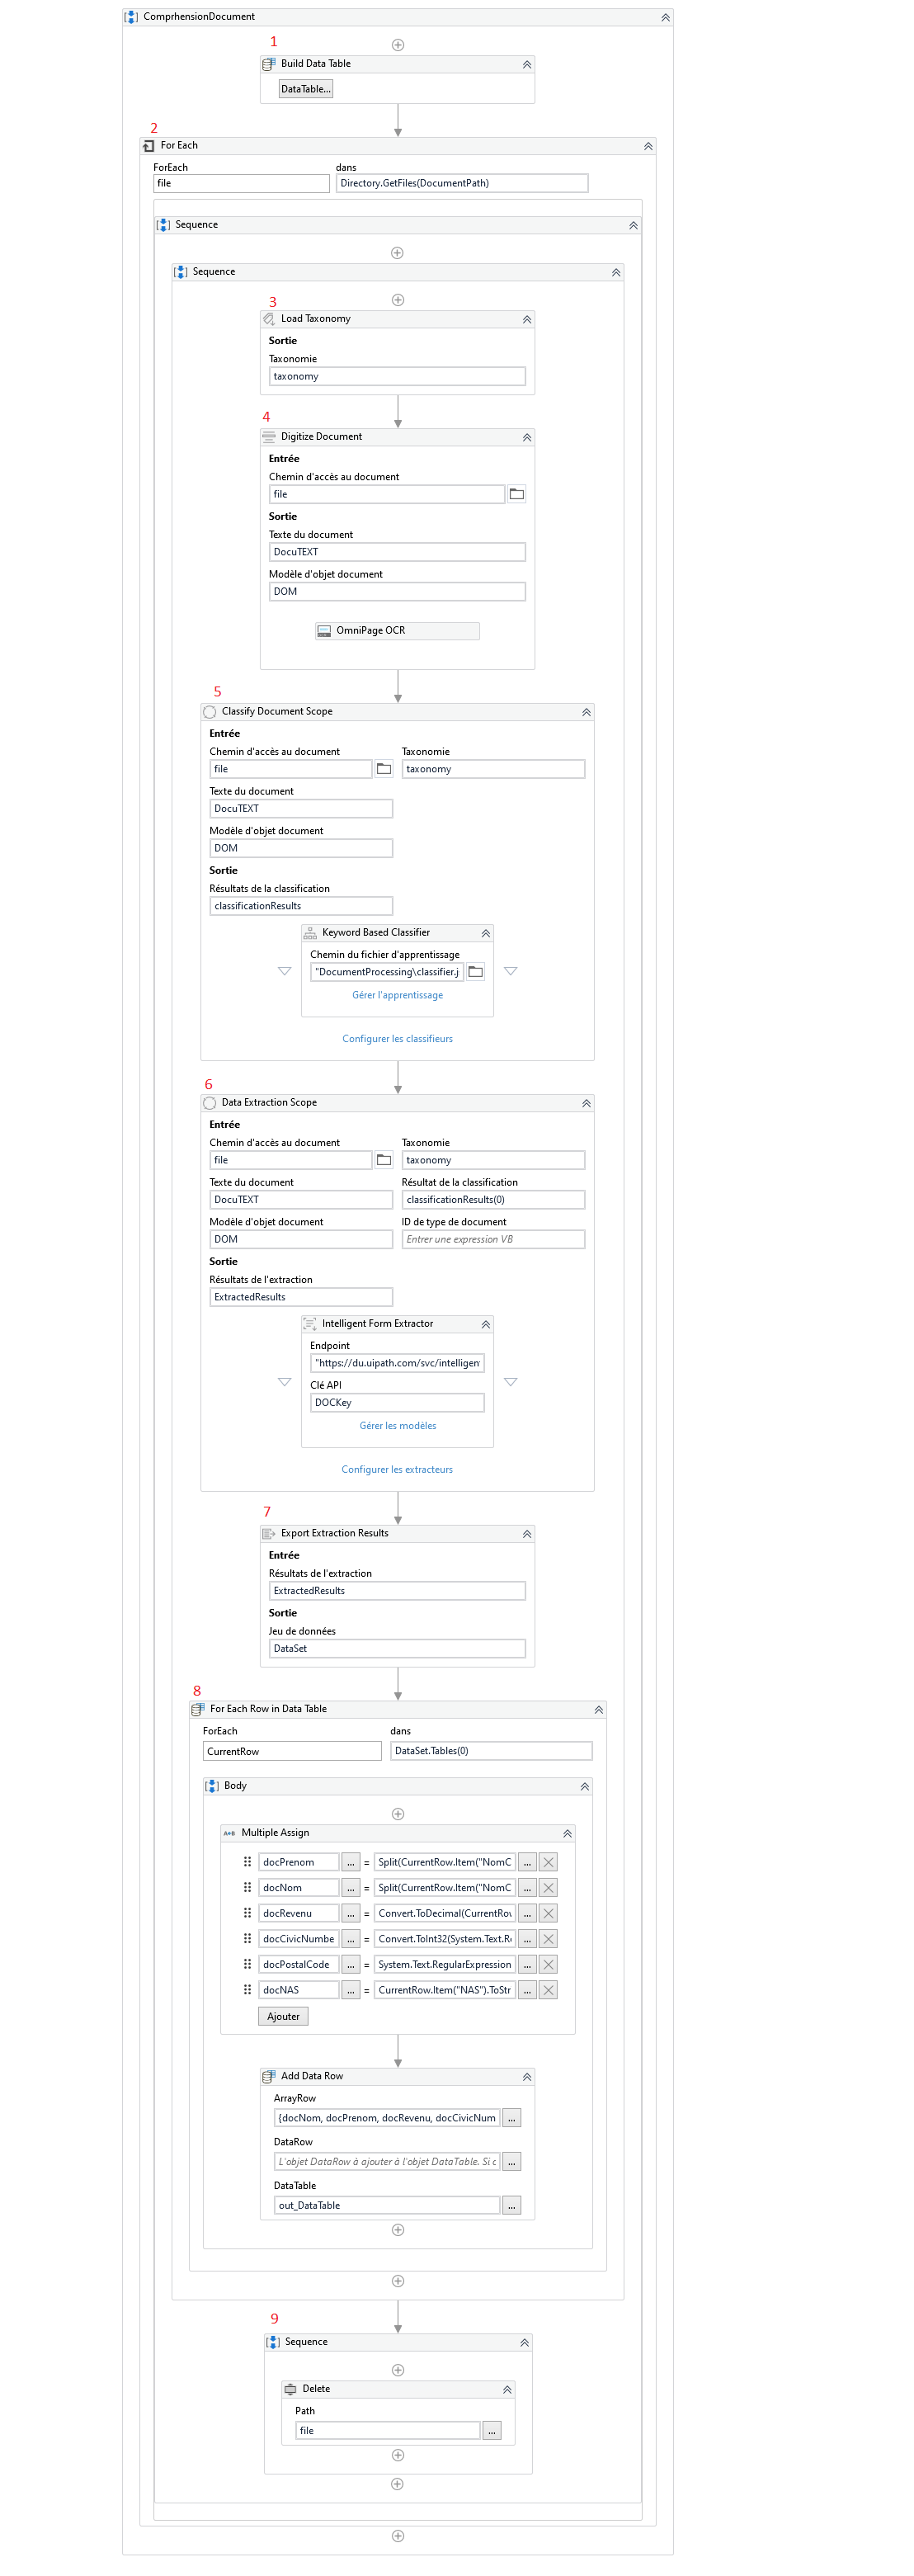 ComprhensionDocument
1
Build Data Table
DataTable...
2
For Each
ForEach dans
file Directory.GetFiles(DocumentPath)
Sequence
Sequence
3
Load Taxonomy
Sortie
Taxonomie
taxonomy
4
Digitize Document
Entrée
Chemin d'accès au document
file
Sortie
Texte du document
DocuTEXT
Modèle d'objet document
DOM
OmniPage OCR
5
Classify Document Scope
Entrée
Chemin d'accès au document Taxonomie
file taxonomy
Texte du document
DocuTEXT
Modèle d'objet document
DOM
Sortie
Résultats de la classification
classificationResults
Keyword Based Classifier
Chemin du fichier d'apprentissage
"DocumentProcessing\classifier.j
Gérer l'apprentissage
Configurer les classifieurs
6
Data Extraction Scope
Entrée
Chemin d'accès au document Taxonomie
file taxonomy
Texte du document Résultat de la classification
DocuTEXT classificationResults(0)
Modèle d'objet document ID de type de document
DOM Entrer une expression VB
Sortie
Résultats de l'extraction
ExtractedResults
Intelligent Form Extractor
Endpoint
"https://du.uipath.com/svc/intelligen
Clé API
DOCKey
Gérer les modèles
Configurer les extracteurs
7
Export Extraction Results
Entrée
Résultats de l'extraction
ExtractedResults
Sortie
Jeu de données
DataSet
8
For Each Row in Data Table
ForEach dans
CurrentRow DataSet.Tables(0)
Body
A+B Multiple Assign
docPrenom ... = Split(CurrentRow.Item("NomC ...
docNom ... = Split(CurrentRow.Item("NomC ...
docRevenu ... = Convert.ToDecimal(CurrentRov ...
docCivicNumbe ... = Convert.ToInt32(System.Text.Re ...
docPostalCode ... = System.Text.RegularExpression ...
docNAS ... = CurrentRow.Item("NAS").ToStr ...
Ajouter
Add Data Row
ArrayRow
{docNom, docPrenom, docRevenu, docCivicNum ...
DataRow
L'objet DataRow à ajouter à l'objet DataTable. Si c ...
DataTable
out_DataTable ...
9
Sequence
Delete
Path
file ...